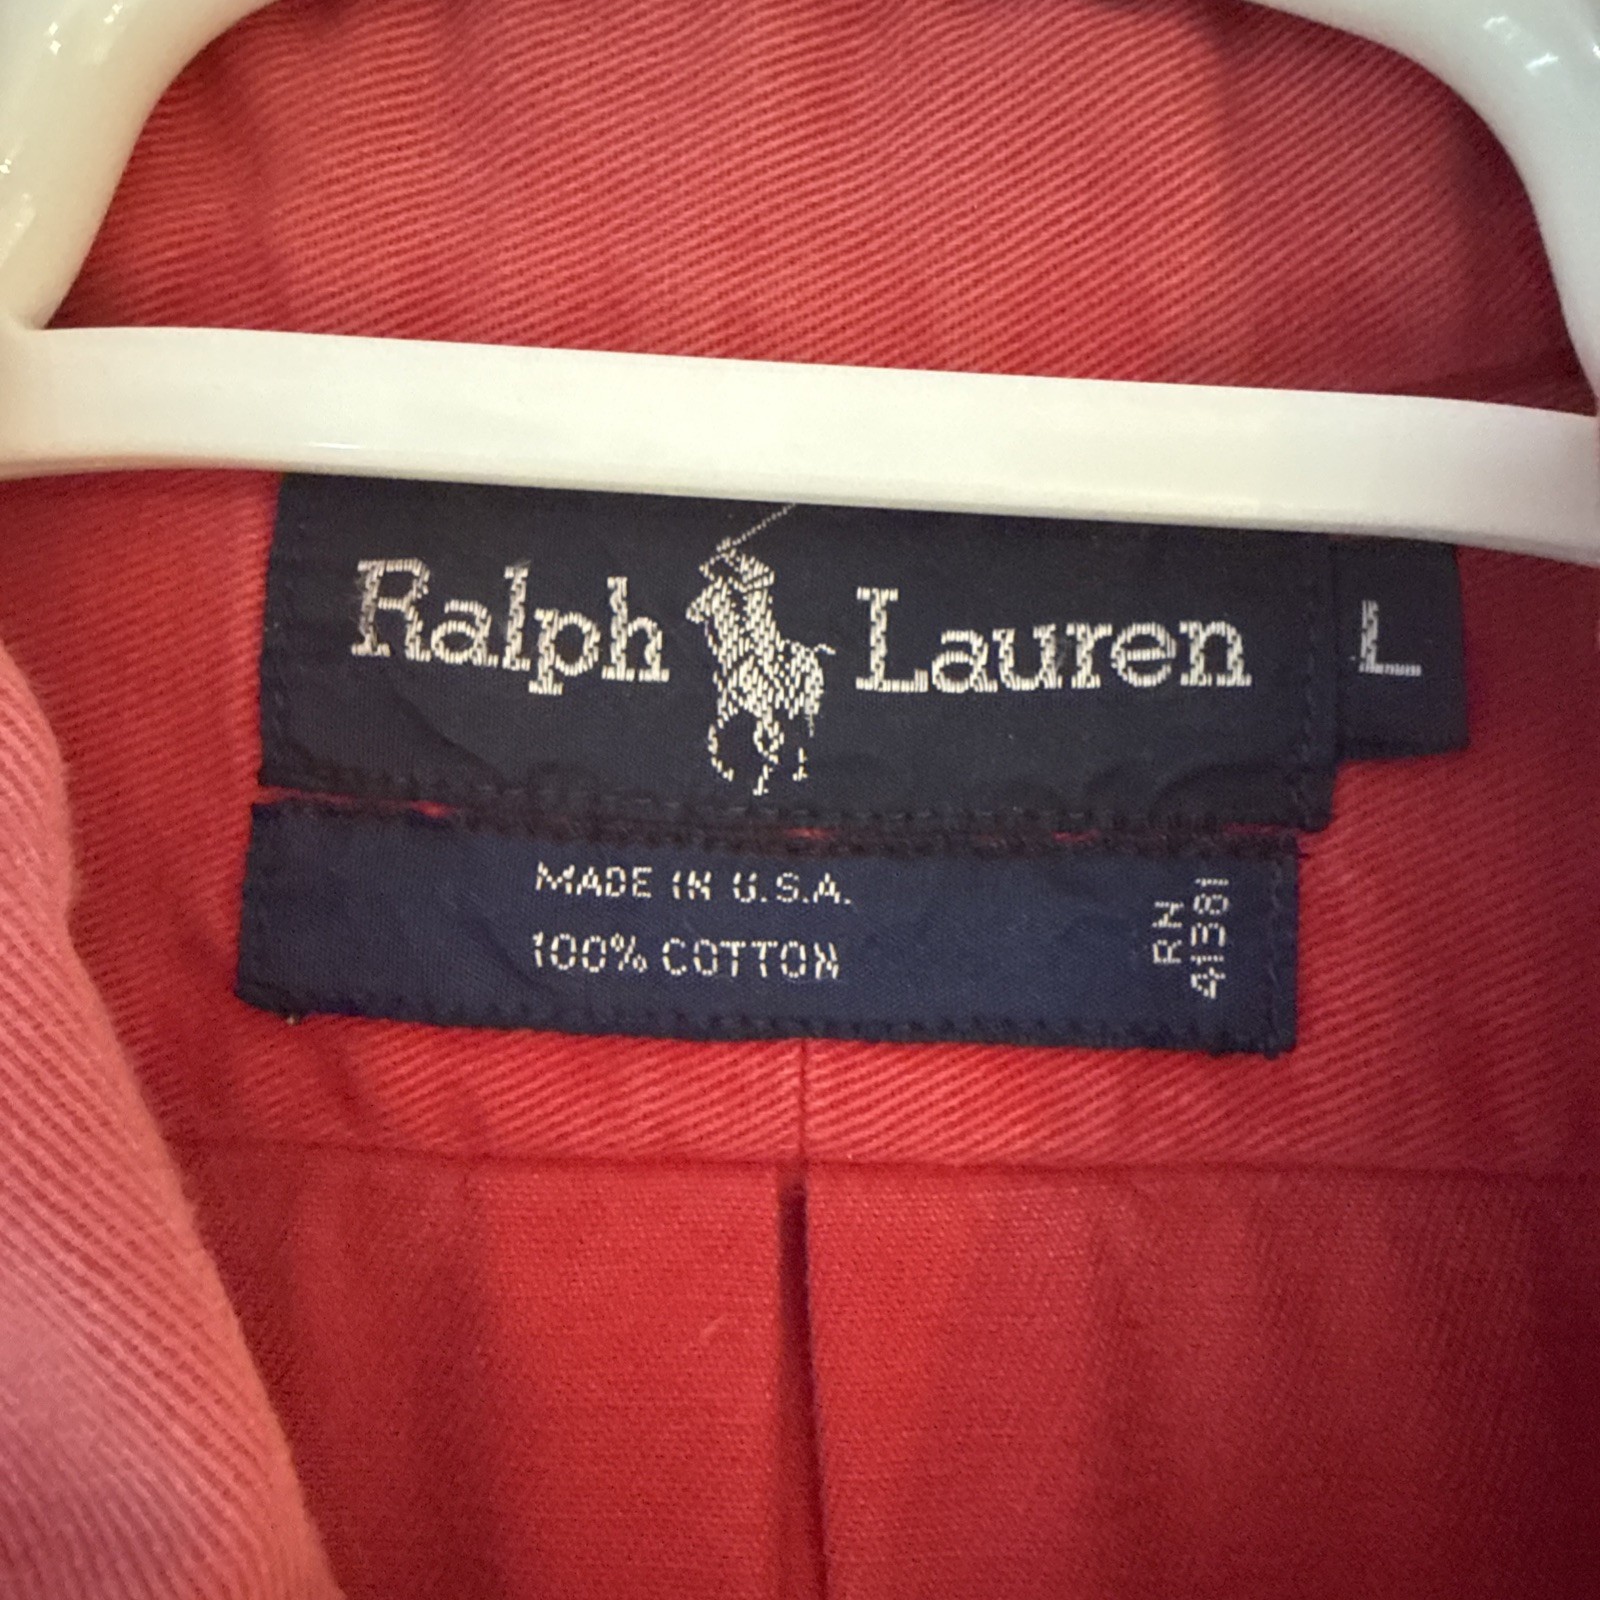 Ralph Lauren
L
MADE IN U.S.A.
100% COTTON
RN
41381